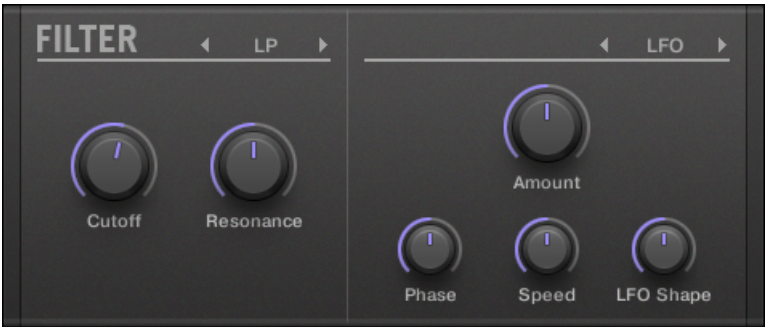 FILTER LP LFO
Amount
Cutoff Resonance
Phase Speed LFO Shape